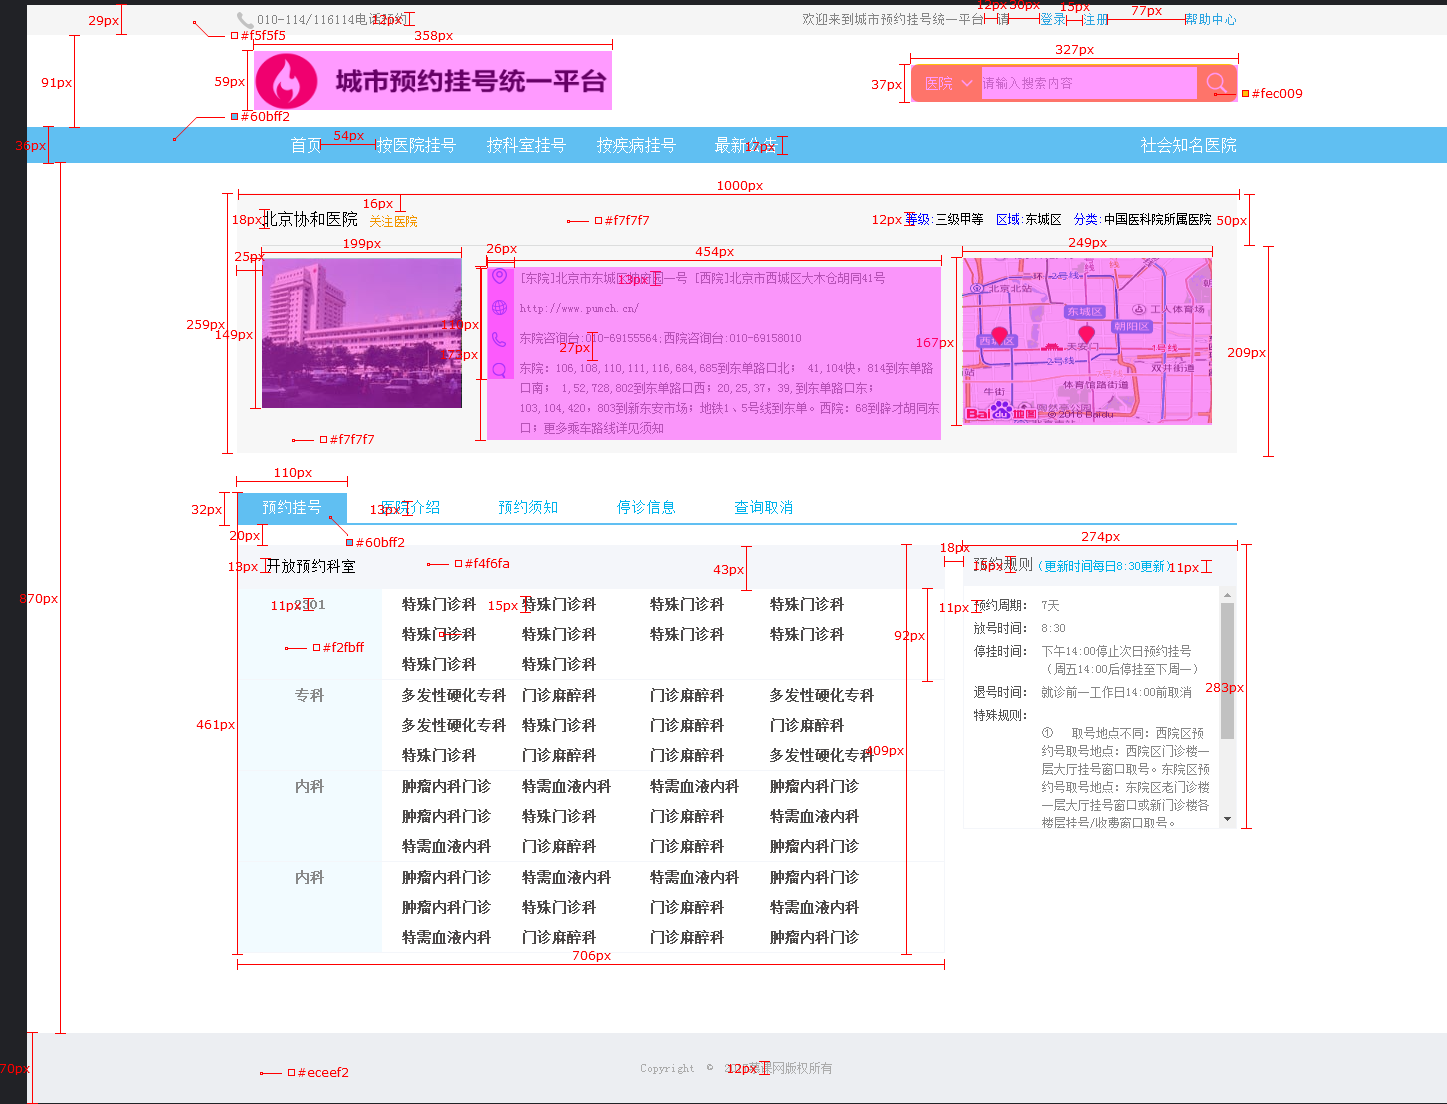 29px
010-114/116114电话预约
12px
欢迎来到城市预约挂号统一平台
12px
请
30px
登录
15px
注册
77px
帮助中心
#f5f5f5
358px
327px
91px
59px
城市预约挂号统一平台
37px
医院
请输入搜索内容
#fec009
#60bff2
36px
首页
54px
按医院挂号
按科室挂号
按疾病挂号
最新公告
17px
社会知名医院
1000px
16px
18px
北京协和医院
关注医院
#f7f7f7
12px
等级:三级甲等
区域:东城区
分类:中国医科院所属医院
50px
199px
26px
454px
249px
25px
[东院]北京市东城区帅府园一号 [西院]北京市西城区大木仓胡同41号
13px
http://www.pumch.cn/
259px
149px
110px
东院咨询台:010-69155564;西院咨询台:010-69158010
27px
173px
167px
209px
东院: 106,108,110,111,116,684,685到东单路口北; 41,104快, 814到东单路
口南; 1,52,728,802到东单路口西; 20,25,37, 39,到东单路口东;
103,104,420, 803到新东安市场; 地铁1、5号线到东单。西院: 68到辟才胡同东
口; 更多乘车路线详见须知
北京北站
2号线
二环
东城区
工人体育场
朝阳区
西城区
天安门
1号线
2号线
双井街道
牛街
体育馆路街道
陶然亭公园
Baidu地图
© 2016 Baidu
北京南站
#f7f7f7
110px
32px
预约挂号
13px
医院介绍
预约须知
停诊信息
查询取消
20px
#60bff2
274px
18px
13px
开放预约科室
#f4f6fa
43px
15px
预约规则
(更新时间每日8:30更新)
11px
11px
2301
特殊门诊科
15px
特殊门诊科
特殊门诊科
特殊门诊科
11px
预约周期:
7天
特殊门诊科
特殊门诊科
特殊门诊科
特殊门诊科
92px
放号时间:
8:30
#f2fbff
特殊门诊科
特殊门诊科
停挂时间:
下午14:00停止次日预约挂号
(周五14:00后停挂至下周一)
870px
专科
多发性硬化专科
门诊麻醉科
门诊麻醉科
多发性硬化专科
退号时间:
就诊前一工作日14:00前取消
283px
461px
多发性硬化专科
特殊门诊科
门诊麻醉科
门诊麻醉科
特殊规则:
特殊门诊科
门诊麻醉科
门诊麻醉科
多发性硬化专科
409px
① 取号地点不同: 西院区预
约号取号地点: 西院区门诊楼一
层大厅挂号窗口取号。东院区预
约号取号地点: 东院区老门诊楼
一层大厅挂号窗口或新门诊楼各
楼层挂号/收费窗口取号。
内科
肿瘤内科门诊
特需血液内科
特需血液内科
肿瘤内科门诊
肿瘤内科门诊
特殊门诊科
门诊麻醉科
特需血液内科
特需血液内科
门诊麻醉科
门诊麻醉科
肿瘤内科门诊
内科
肿瘤内科门诊
特需血液内科
特需血液内科
肿瘤内科门诊
肿瘤内科门诊
特殊门诊科
门诊麻醉科
特需血液内科
特需血液内科
门诊麻醉科
门诊麻醉科
肿瘤内科门诊
706px
70px
#eceef2
Copyright ©
12px
课网版权所有